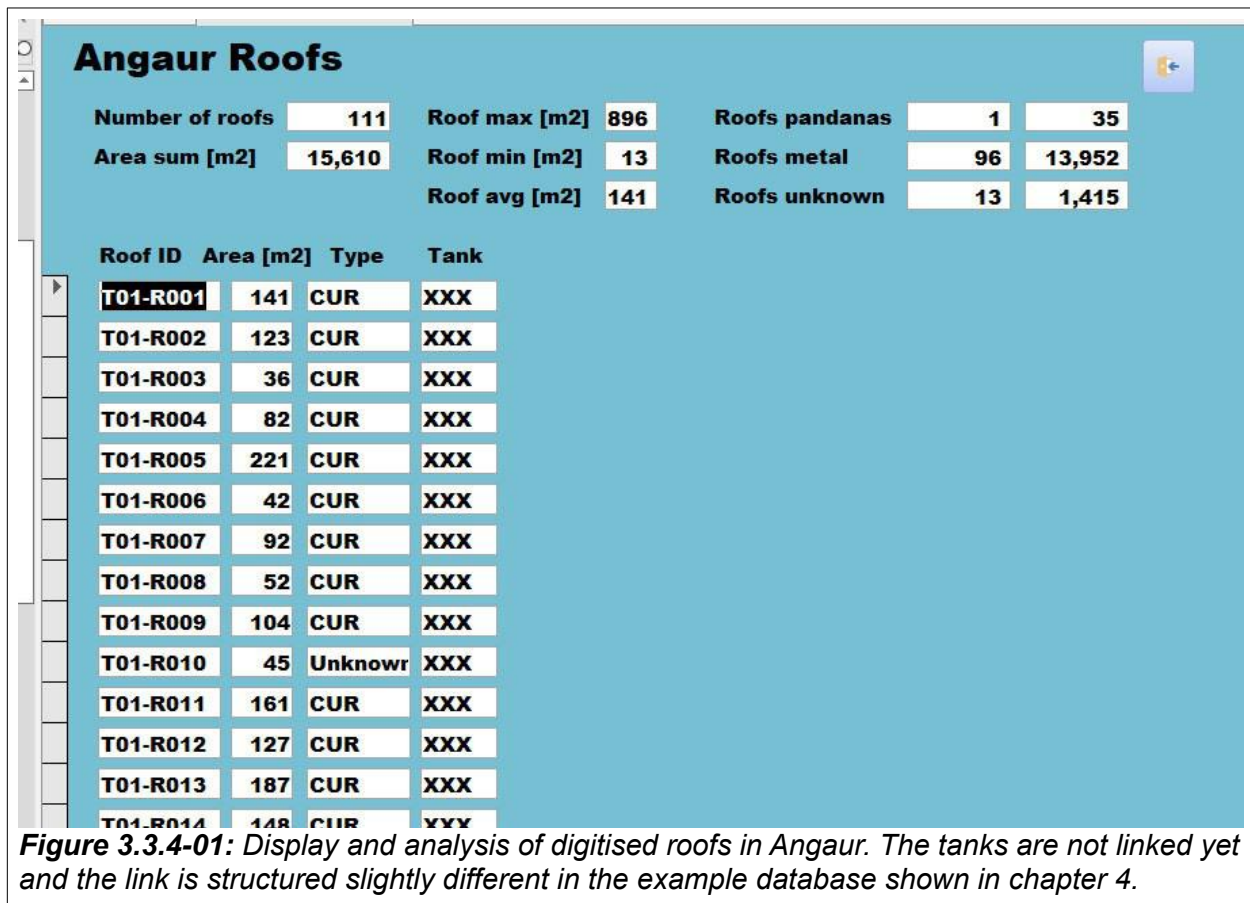 Angaur Roofs
Number of roofs 111 Roof max [m2] 896 Roofs pandanas 1 35
Area sum [m2] 15,610 Roof min [m2] 13 Roofs metal 96 13,952
Roof avg [m2] 141 Roofs unknown 13 1,415
Roof ID Area [m2] Type Tank
T01-R001 141 CUR XXX
T01-R002 123 CUR XXX
T01-R003 36 CUR XXX
T01-R004 82 CUR XXX
T01-R005 221 CUR XXX
T01-R006 42 CUR XXX
T01-R007 92 CUR XXX
T01-R008 52 CUR XXX
T01-R009 104 CUR XXX
T01-R010 45 Unknown XXX
T01-R011 161 CUR XXX
T01-R012 127 CUR XXX
T01-R013 187 CUR XXX
T01-R014 148 CUR XXX
Figure 3.3.4-01: Display and analysis of digitised roofs in Angaur. The tanks are not linked yet
and the link is structured slightly different in the example database shown in chapter 4.